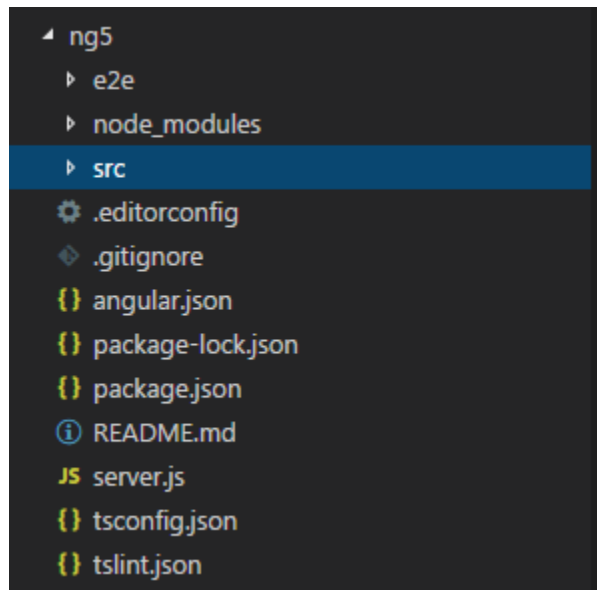 ng5
e2e
node_modules
src
.editorconfig
.gitignore
{} angular.json
{} package-lock.json
{} package.json
README.md
JS server.js
{} tsconfig.json
{} tslint.json